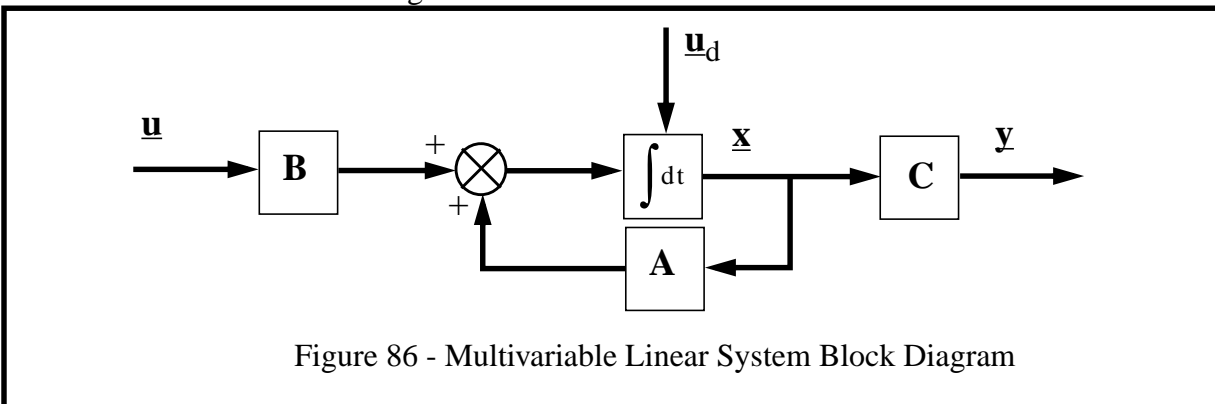 u_d
u
+
x
y
B
∫dt
C
+
A
Figure 86 - Multivariable Linear System Block Diagram